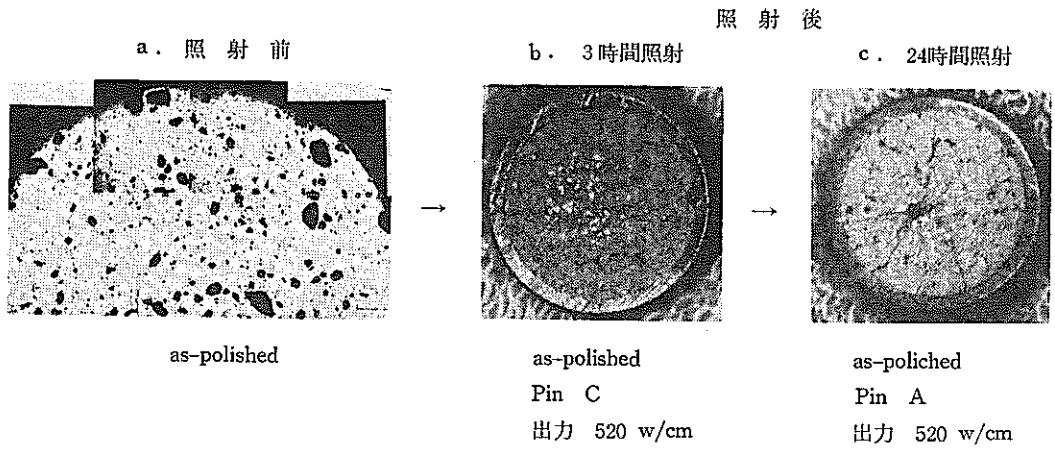 照 射 後
a. 照 射 前
b. 3時間照射
c. 24時間照射
→
→
as-polished
as-polished
Pin C
出力 520 w/cm
as-poliched
Pin A
出力 520 w/cm